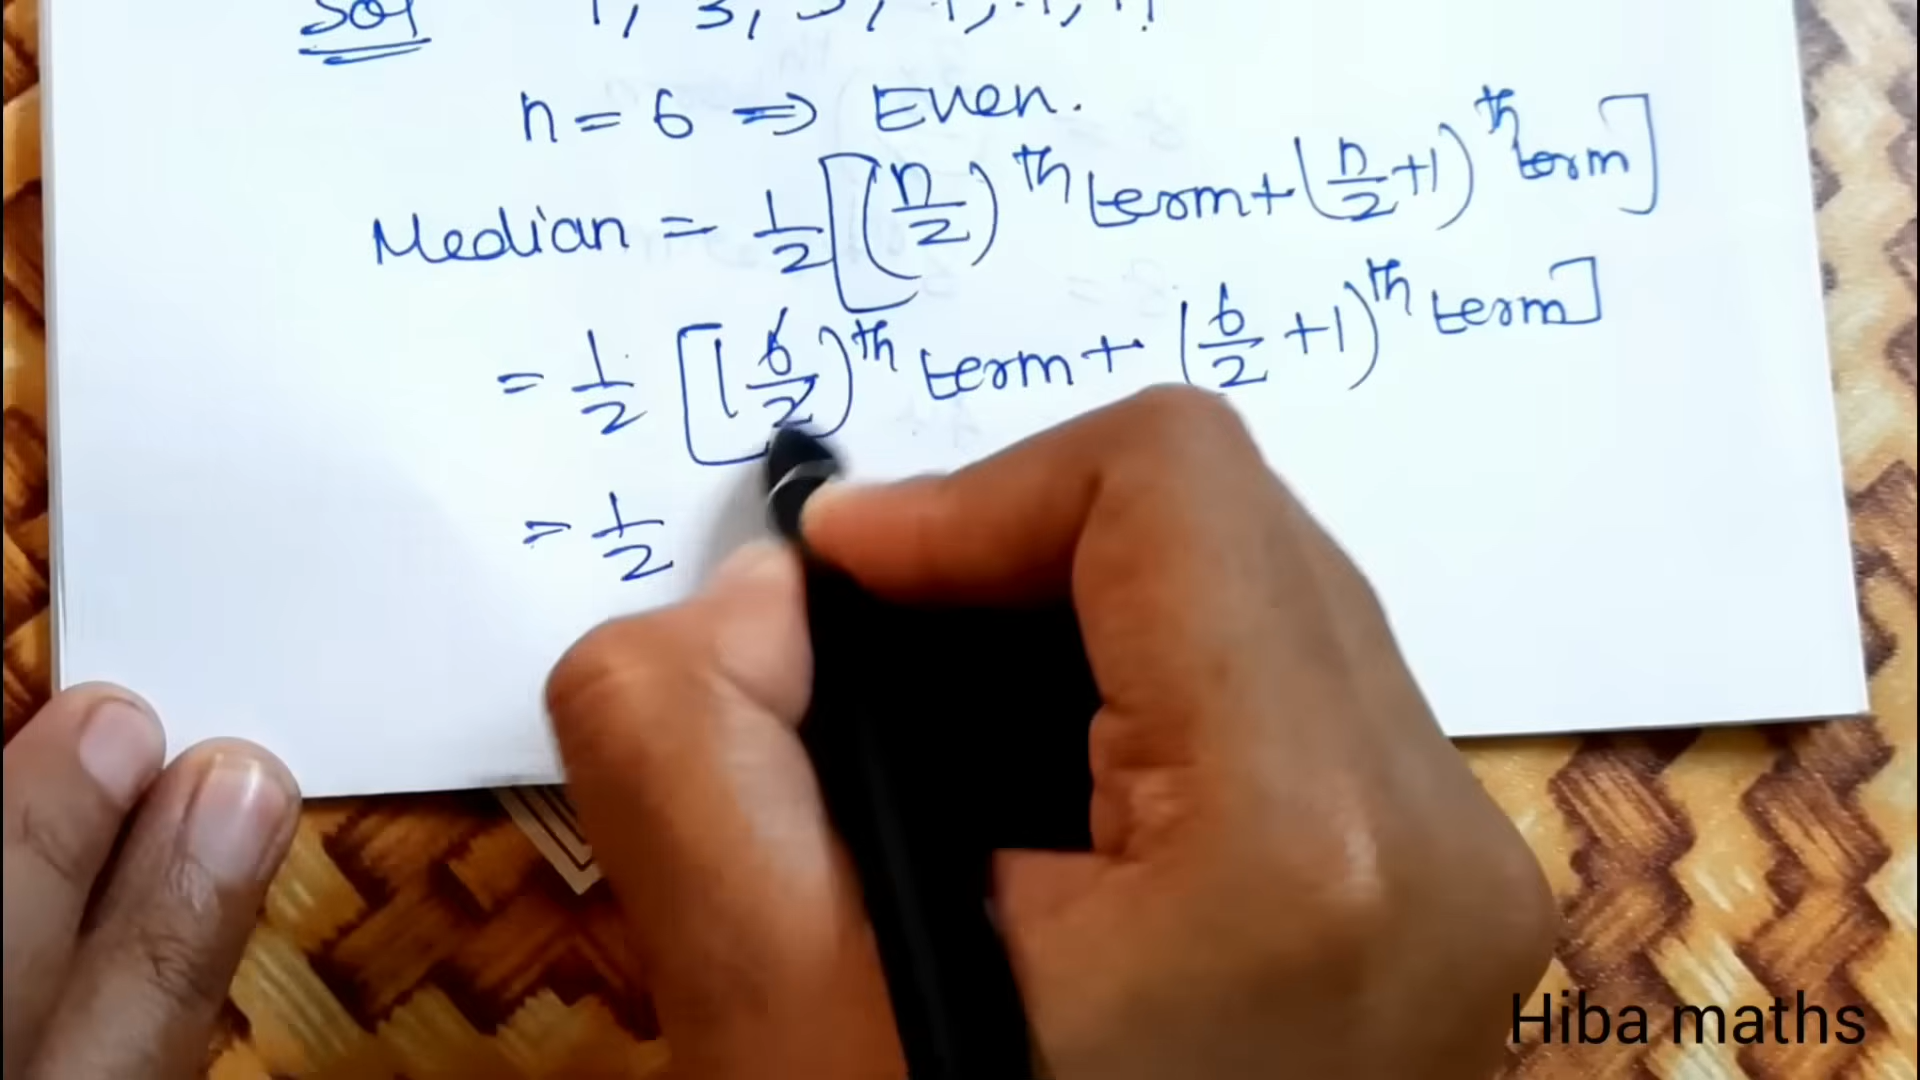 Sol
n = 6 ⇒ Even.
Median = 1/2 [(n/2)th term + (n/2 + 1)th term]
= 1/2 [(6/2)th term + (6/2 + 1)th term]
= 1/2
Hiba maths